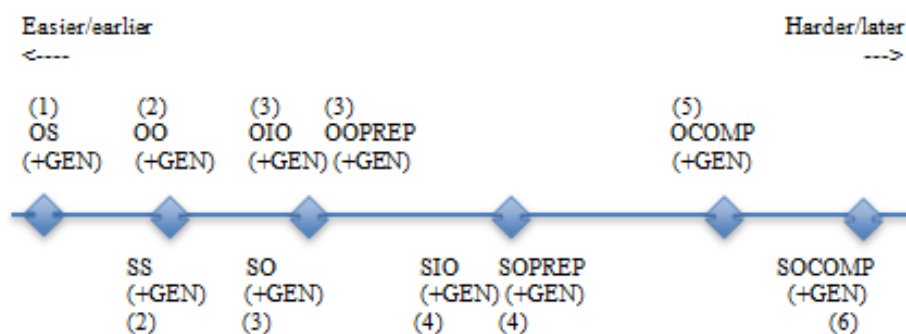 Easier/earlier Harder/later
<---- --->
(1) (2) (3) (3) (5)
OS OO OIO OOPREP OCOMP
(+GEN) (+GEN) (+GEN) (+GEN) (+GEN)
SS SO SIO SOPREP SOCOMP
(+GEN) (+GEN) (+GEN) (+GEN) (+GEN)
(2) (3) (4) (4) (6)